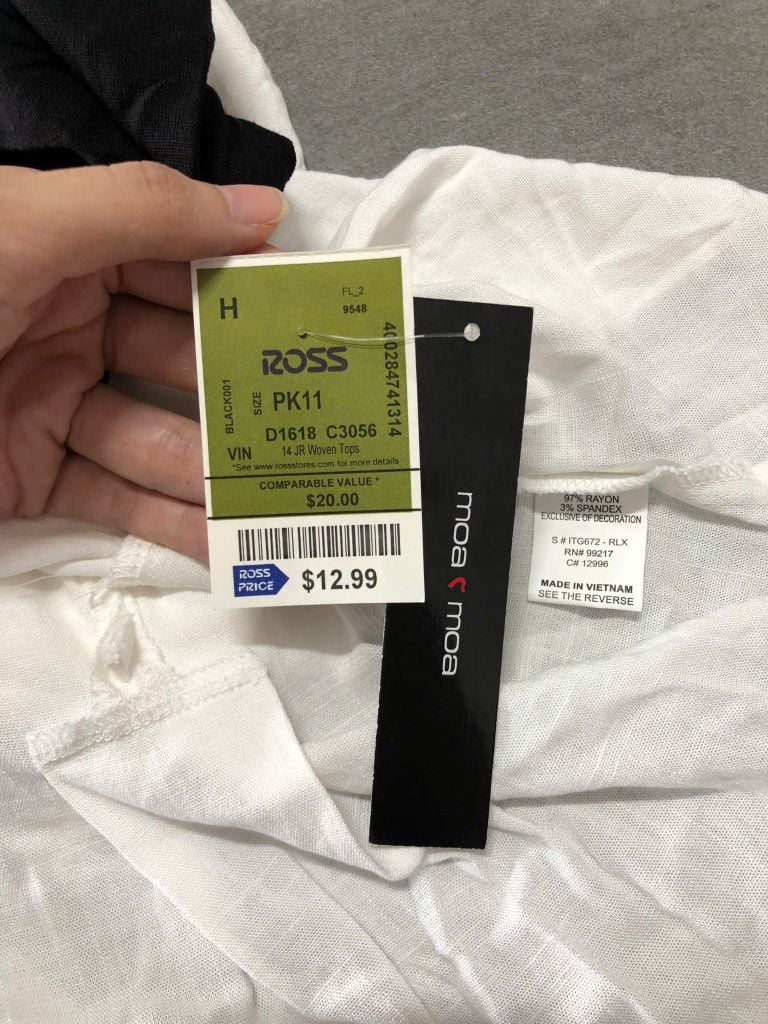 H
FL_2
9548
400284741314
ROSS
BLACK001
SIZE
PK11
D1618 C3056
VIN
14 JR Woven Tops
*See www.rossstores.com for more details
COMPARABLE VALUE *
$20.00
ROSS
PRICE
$12.99
moa moa
97% RAYON
3% SPANDEX
EXCLUSIVE OF DECORATION
S # ITG672 - RLX
RN# 99217
C# 12996
MADE IN VIETNAM
SEE THE REVERSE